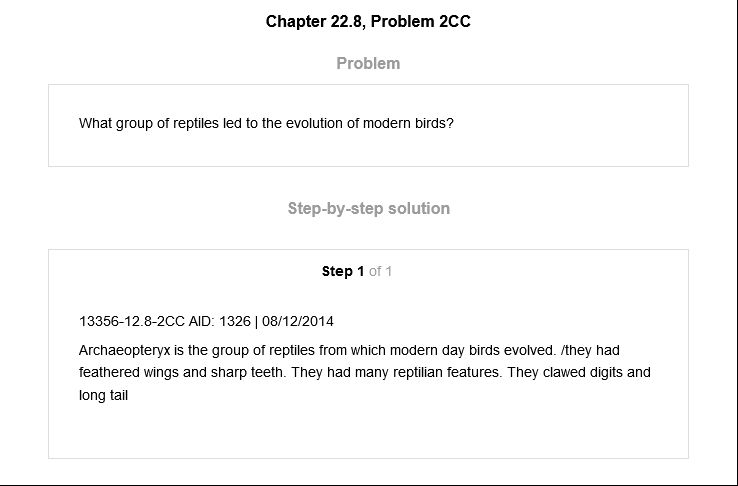 Chapter 22.8, Problem 2CC
Problem
What group of reptiles led to the evolution of modern birds?
Step-by-step solution
Step 1 of 1
13356-12.8-2CC AID: 1326 | 08/12/2014
Archaeopteryx is the group of reptiles from which modern day birds evolved. /they had
feathered wings and sharp teeth. They had many reptilian features. They clawed digits and
long tail